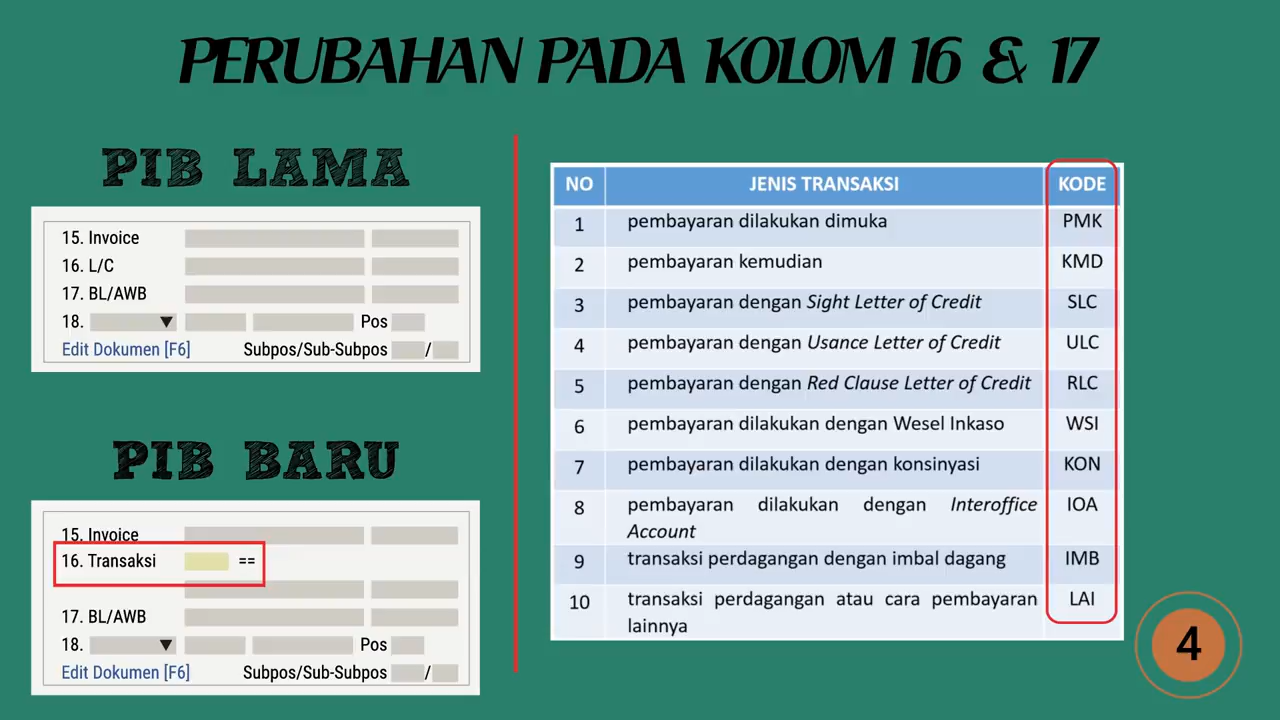 PERUBAHAN PADA KOLOM 16 & 17
PIB LAMA
15. Invoice
16. L/C
17. BL/AWB
18. Pos
Edit Dokumen [F6] Subpos/Sub-Subpos /
PIB BARU
15. Invoice
16. Transaksi ==
17. BL/AWB
18. Pos
Edit Dokumen [F6] Subpos/Sub-Subpos /
NO JENIS TRANSAKSI KODE
1 pembayaran dilakukan dimuka PMK
2 pembayaran kemudian KMD
3 pembayaran dengan Sight Letter of Credit SLC
4 pembayaran dengan Usance Letter of Credit ULC
5 pembayaran dengan Red Clause Letter of Credit RLC
6 pembayaran dilakukan dengan Wesel Inkaso WSI
7 pembayaran dilakukan dengan konsinyasi KON
8 pembayaran dilakukan dengan Interoffice IOA
Account
9 transaksi perdagangan dengan imbal dagang IMB
10 transaksi perdagangan atau cara pembayaran LAI
lainnya
4